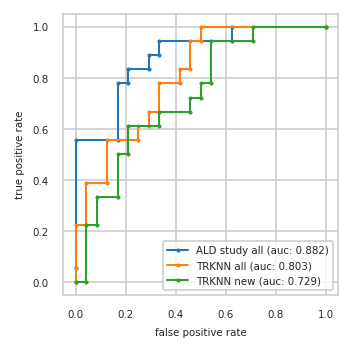 1.0
0.8
0.6
0.4
0.2
0.0
true positive rate
ALD study all (auc: 0.882)
TRKNN all (auc: 0.803)
TRKNN new (auc: 0.729)
0.0 0.2 0.4 0.6 0.8 1.0
false positive rate